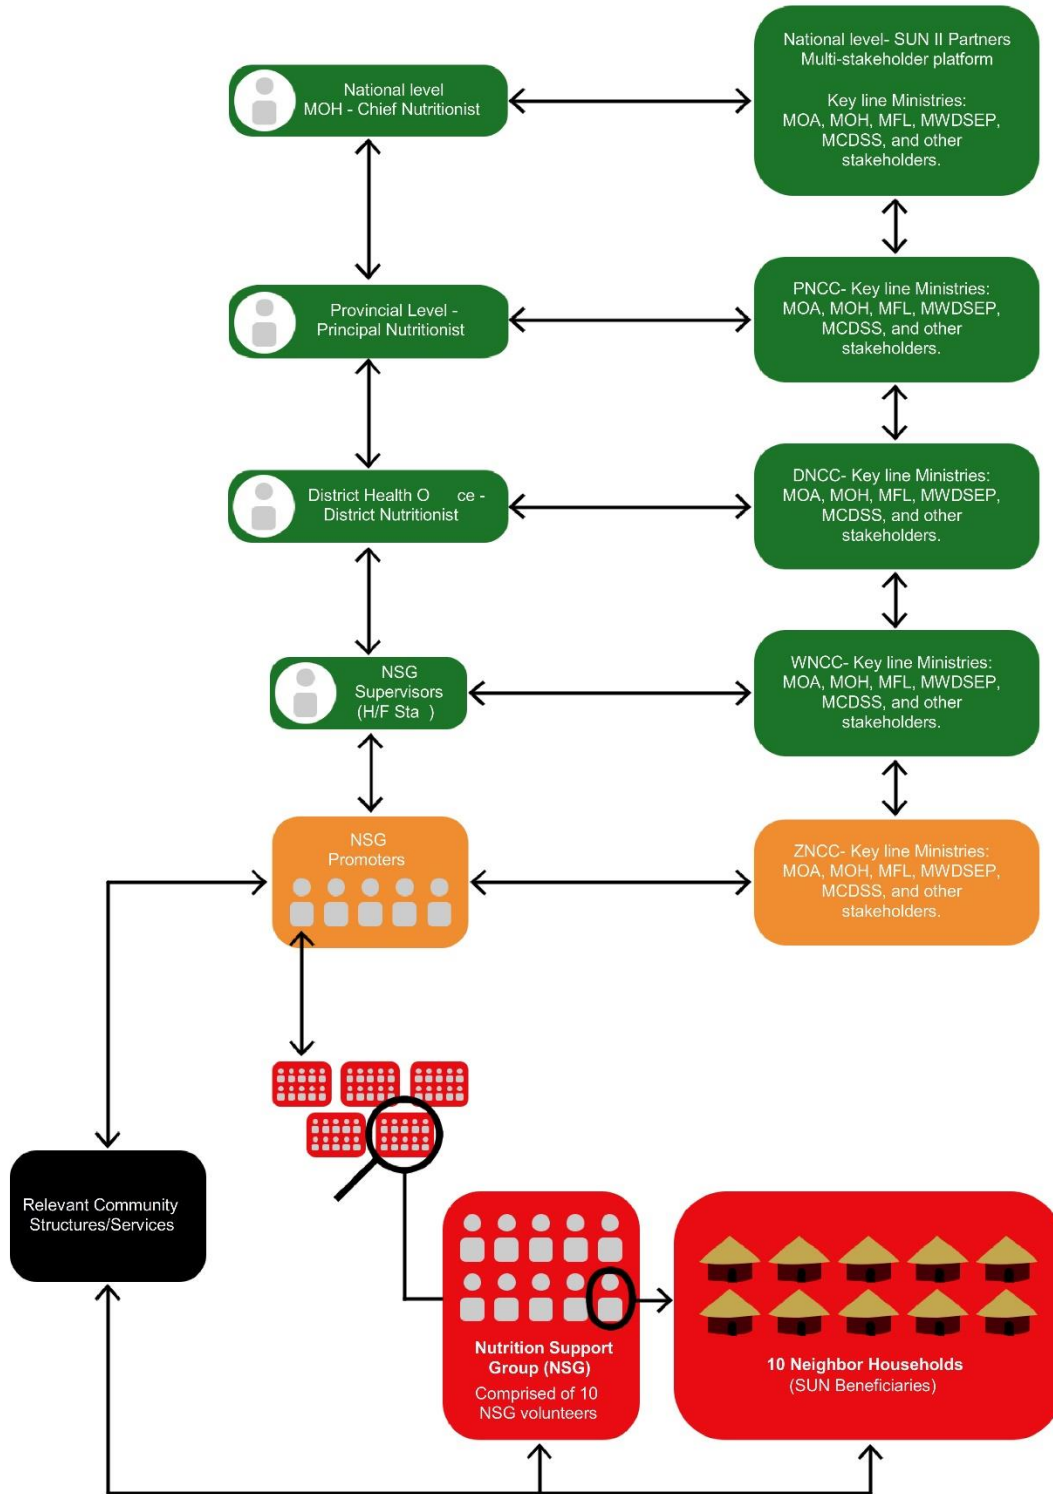 National level
MOH - Chief Nutritionist
National level- SUN II Partners
Multi-stakeholder platform
Key line Ministries:
MOA, MOH, MFL, MWDSEP,
MCDSS, and other
stakeholders.
Provincial Level -
Principal Nutritionist
PNCC- Key line Ministries:
MOA, MOH, MFL, MWDSEP,
MCDSS, and other
stakeholders.
District Health O ce -
District Nutritionist
DNCC- Key line Ministries:
MOA, MOH, MFL, MWDSEP,
MCDSS, and other
stakeholders.
NSG
Supervisors
(H/F Sta )
WNCC- Key line Ministries:
MOA, MOH, MFL, MWDSEP,
MCDSS, and other
stakeholders.
NSG
Promoters
ZNCC- Key line Ministries:
MOA, MOH, MFL, MWDSEP,
MCDSS, and other
stakeholders.
Relevant Community
Structures/Services
Nutrition Support
Group (NSG)
Comprised of 10
NSG volunteers
10 Neighbor Households
(SUN Beneficiaries)